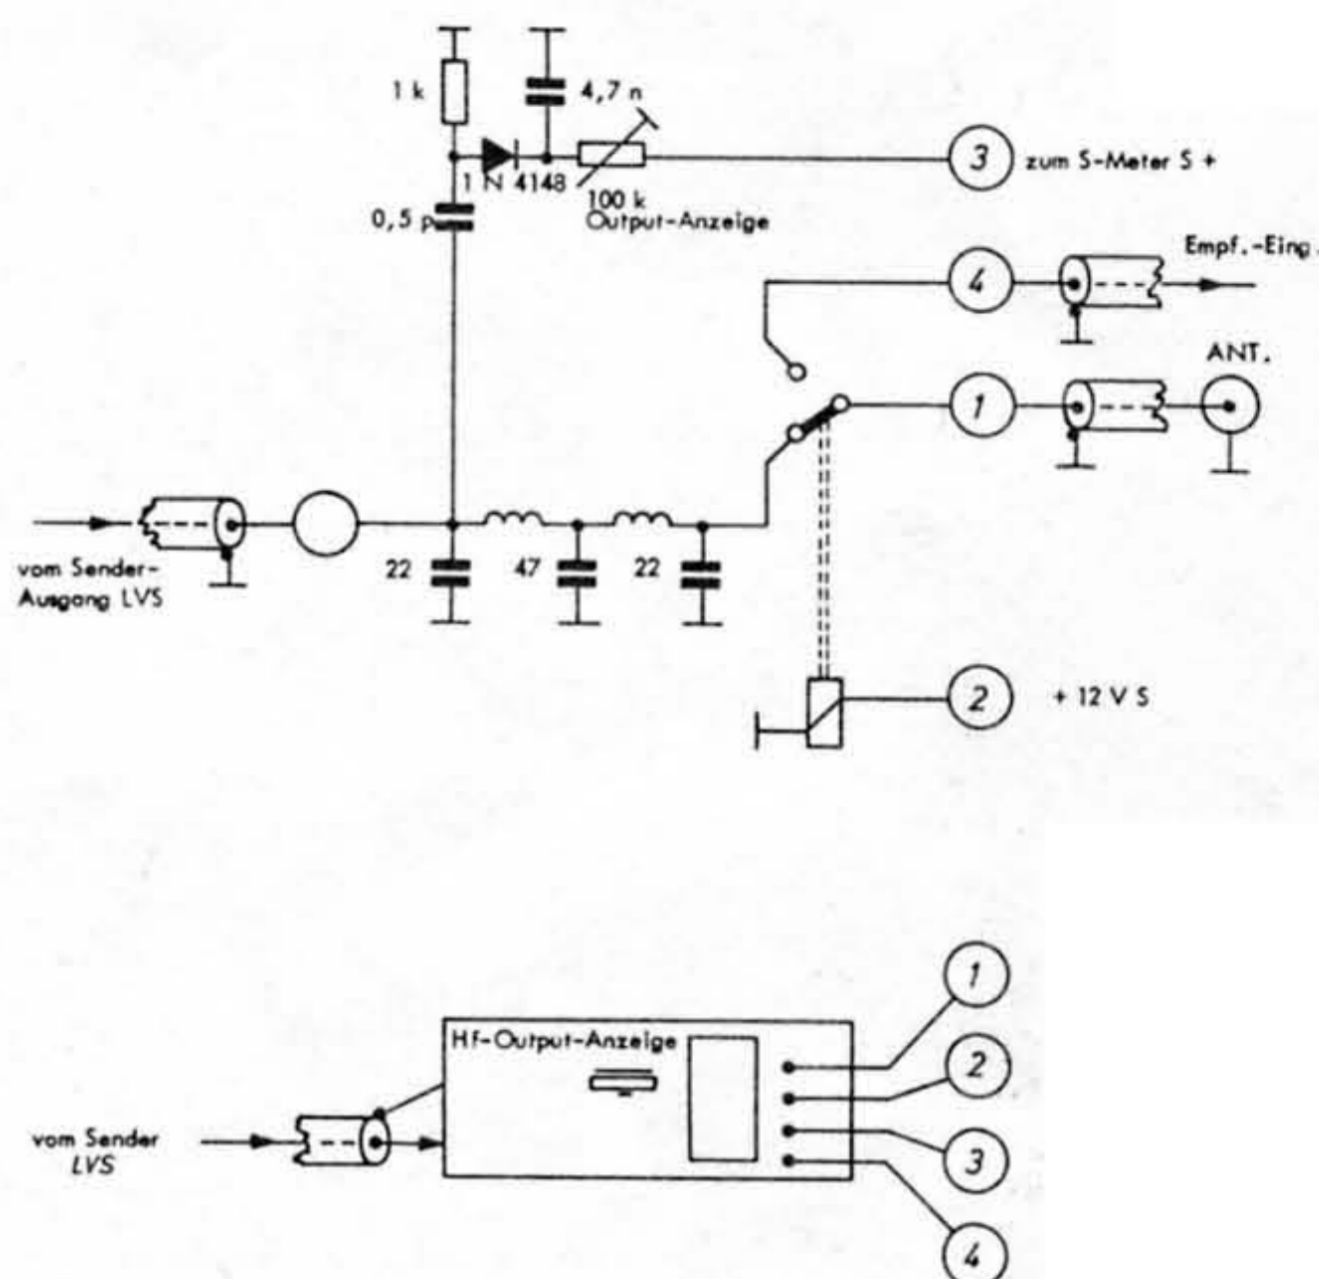 1 k
4,7 n
1 N 4148
3
zum S-Meter S +
100 k
Output-Anzeige
0,5 p
4
Empf.-Eing.
1
ANT.
vom Sender-
Ausgang LVS
22
47
22
2
+ 12 V S
1
Hf-Output-Anzeige
2
vom Sender
LVS
3
4